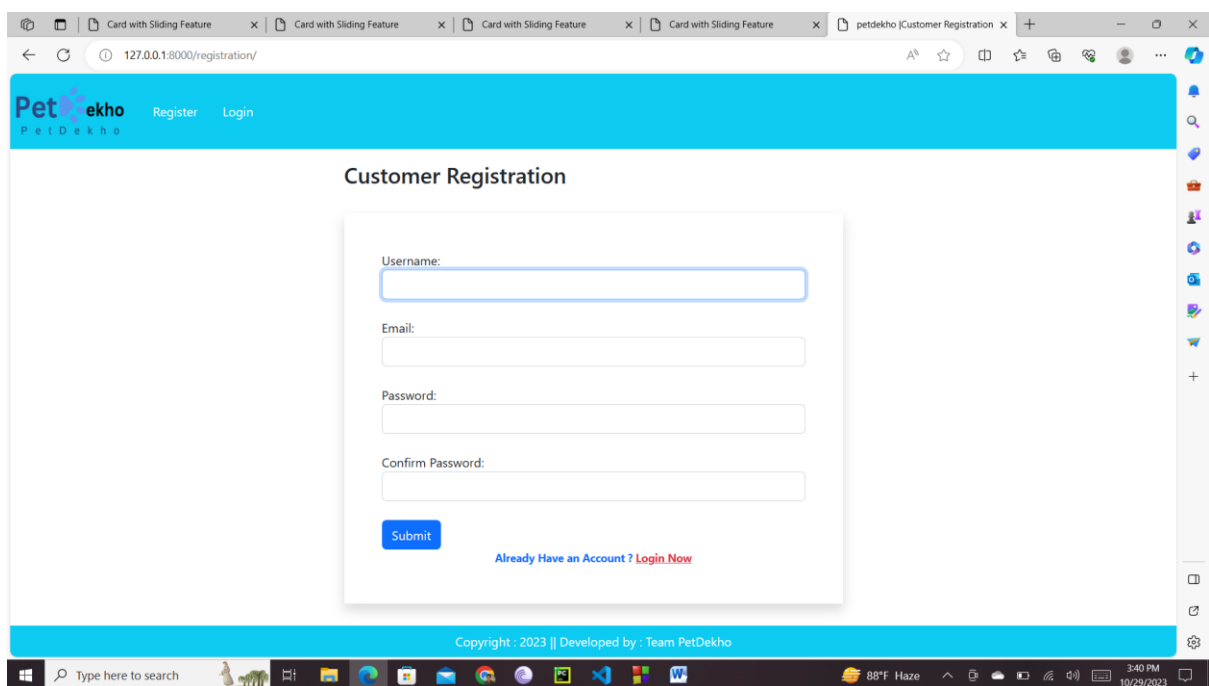 Card with Sliding Feature
Card with Sliding Feature
Card with Sliding Feature
Card with Sliding Feature
petdekho |Customer Registration
127.0.0.1:8000/registration/
Pet ekho
PetDekho
Register
Login
Customer Registration
Username:
Email:
Password:
Confirm Password:
Submit
Already Have an Account ? Login Now
Copyright : 2023 || Developed by : Team PetDekho
Type here to search
88°F Haze
3:40 PM
10/29/2023